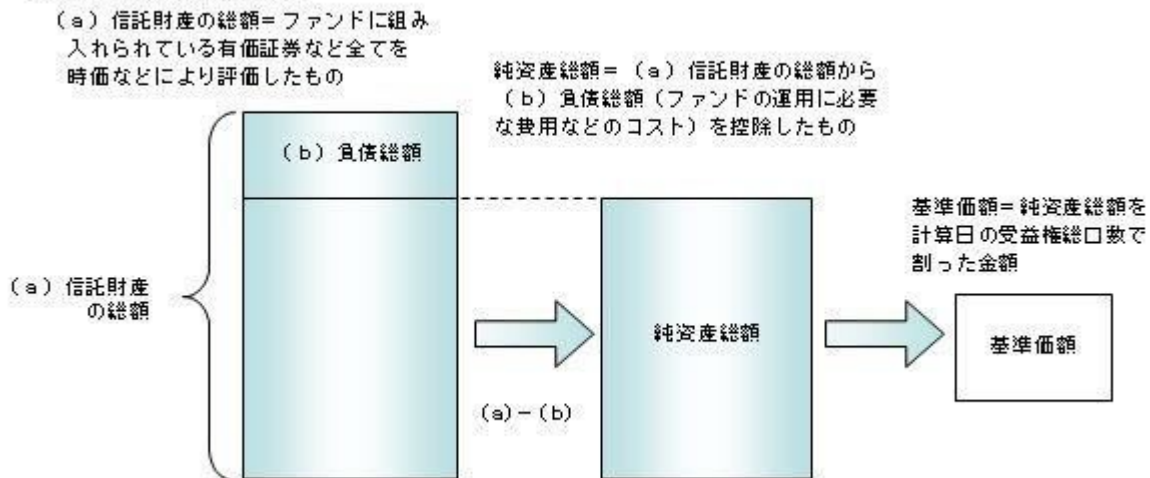 （a）信託財産の総額＝ファンドに組み
入れられている有価証券など全てを
時価などにより評価したもの
純資産総額＝（a）信託財産の総額から
（b）負債総額（ファンドの運用に必要
な費用などのコスト）を控除したもの
（b）負債総額
基準価額＝純資産総額を
計算日の受益権総口数で
割った金額
（a）信託財産
の総額
純資産総額
基準価額
（a）－（b）